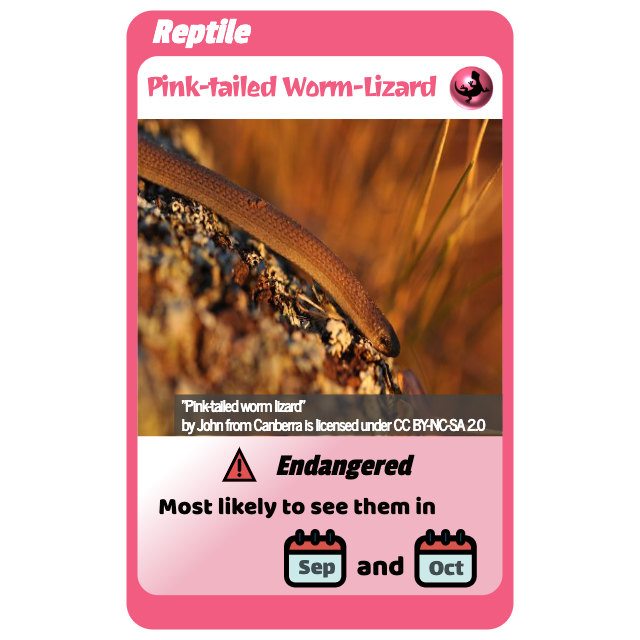 Reptile
Pink-tailed Worm-Lizard
"Pink-tailed worm lizard"
by John from Canberra is licensed under CC BY-NC-SA 2.0
Endangered
Most likely to see them in
Sep and Oct